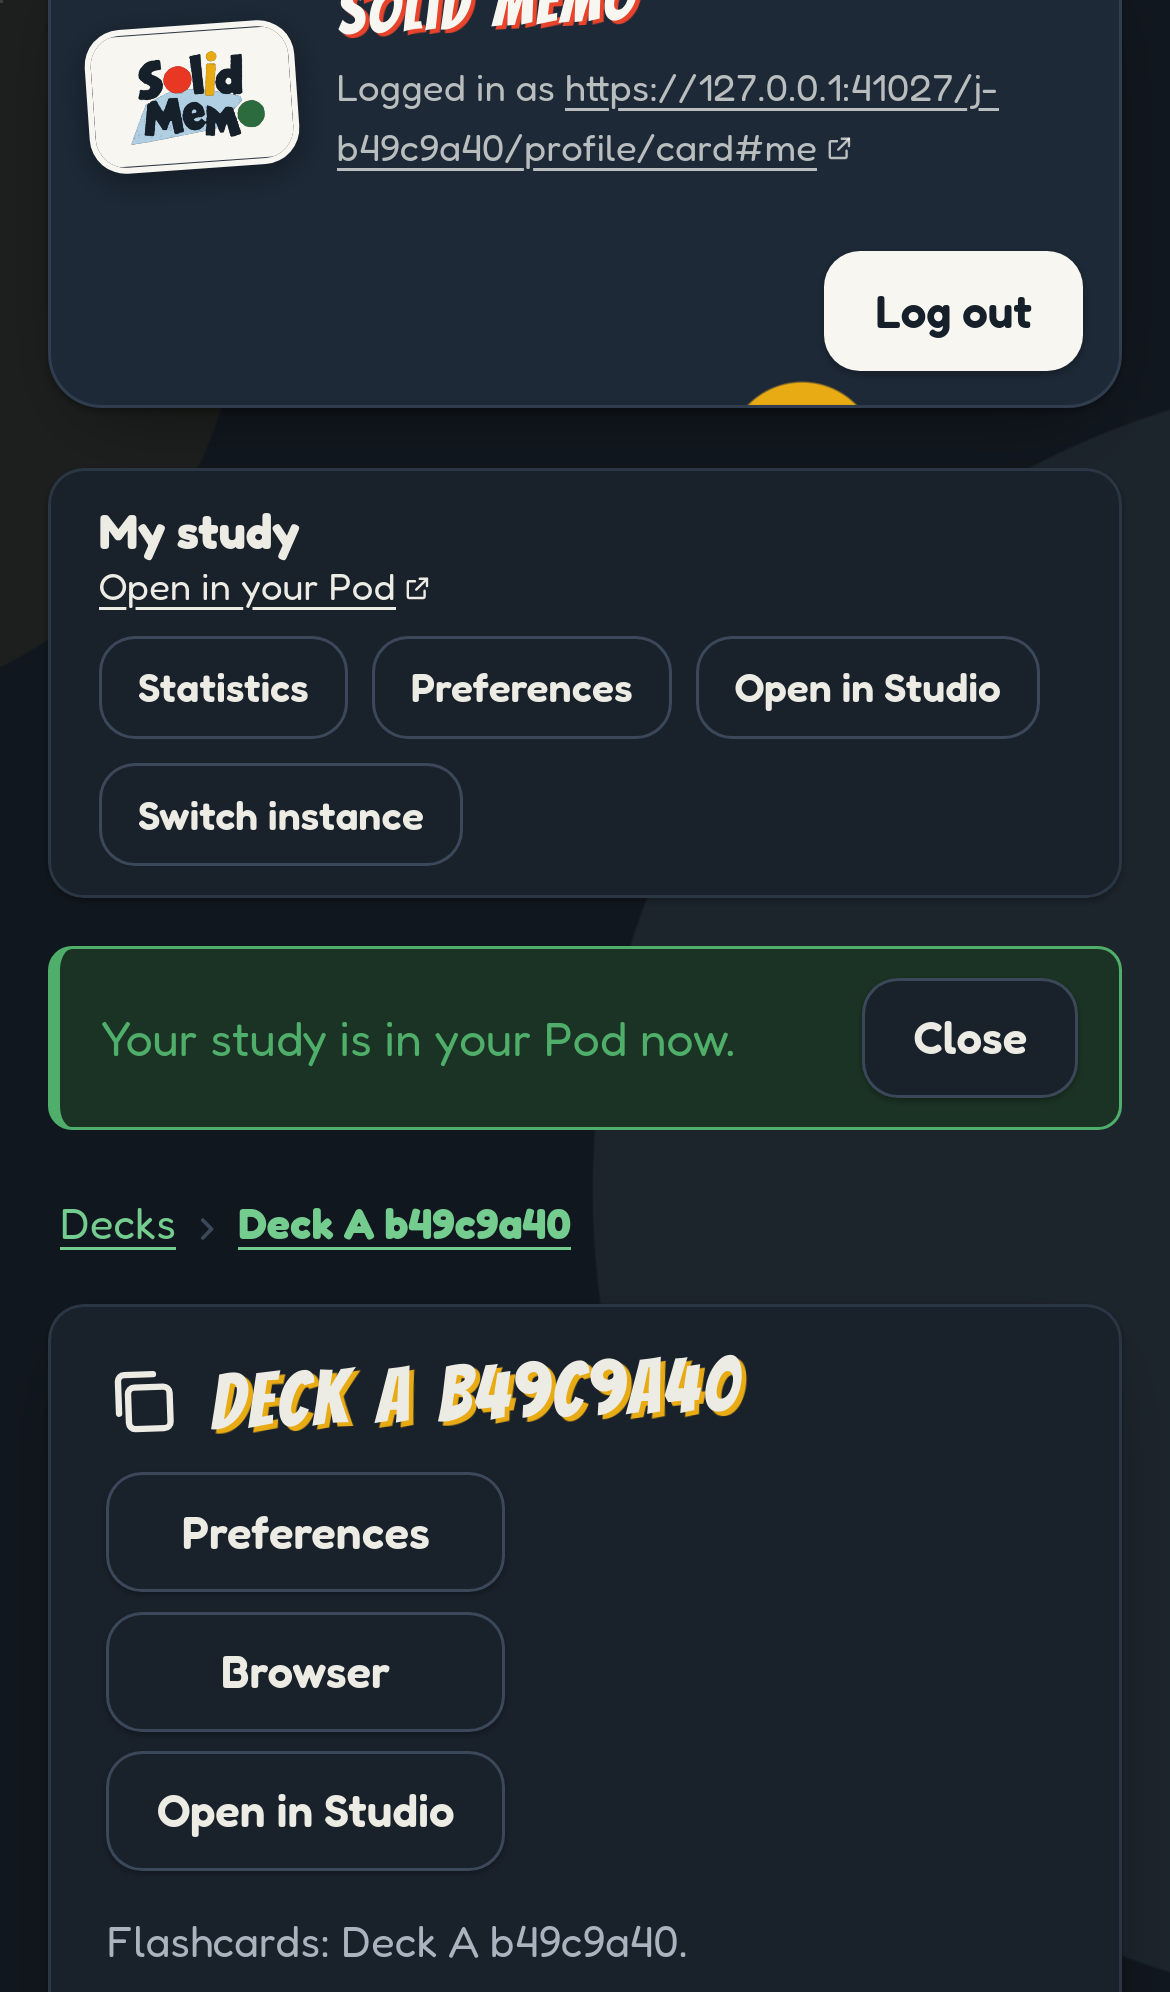 SOLID MEMO
Solid
Memo
Logged in as https://127.0.0.1:41027/j-
b49c9a40/profile/card#me
Log out
My study
Open in your Pod
Statistics
Preferences
Open in Studio
Switch instance
Your study is in your Pod now.
Close
Decks
Deck A b49c9a40
DECK A B49C9A40
Preferences
Browser
Open in Studio
Flashcards: Deck A b49c9a40.